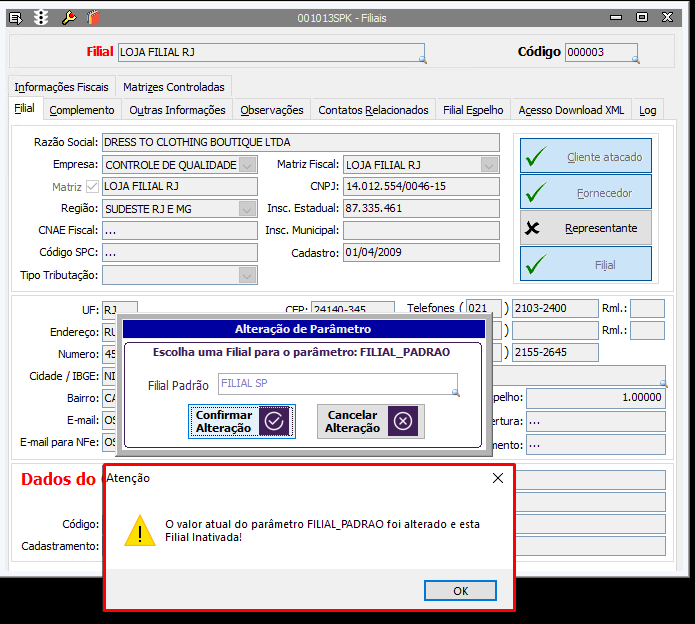 001013SPK - Filiais
Filial LOJA FILIAL RJ Código 000003
Informações Fiscais Matrizes Controladas
Filial Complemento Outras Informações Observações Contatos Relacionados Filial Espelho Acesso Download XML Log
Razão Social: DRESS TO CLOTHING BOUTIQUE LTDA
Empresa: CONTROLE DE QUALIDADE Matriz Fiscal: LOJA FILIAL RJ
Matriz LOJA FILIAL RJ CNPJ: 14.012.554/0046-15
Região: SUDESTE RJ E MG Insc. Estadual: 87.335.461
CNAE Fiscal: ... Insc. Municipal:
Código SPC: ... Cadastro: 01/04/2009
Tipo Tributação:
Cliente atacado
Fornecedor
Representante
Filial
UF: RJ CEP: 24140-345 Telefones ( 021 ) 2103-2400 Rml.:
Endereço: RU ) Rml.:
Numero: 45 ) 2155-2645
Cidade / IBGE: NI
Bairro: CA pelho: 1.00000
E-mail: OS ertura: ...
E-mail para NFe: OS mento: ...
Alteração de Parâmetro
Escolha uma Filial para o parâmetro: FILIAL_PADRAO
Filial Padrão FILIAL SP
Confirmar Alteração
Cancelar Alteração
Dados do
Código:
Cadastramento:
Atenção
O valor atual do parâmetro FILIAL_PADRAO foi alterado e esta
Filial Inativada!
OK